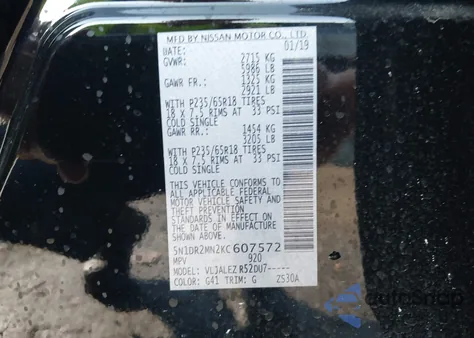 MFD BY NISSAN MOTOR CO., LTD
DATE: 01/19
GVWR: 2715 KG
5986 LB
GAWR FR.: 1325 KG
2921 LB
WITH P235/65R18 TIRES
18 X 7.5 RIMS AT 33 PSI
COLD SINGLE
GAWR RR.: 1454 KG
3205 LB
WITH P235/65R18 TIRES
18 X 7.5 RIMS AT 33 PSI
COLD SINGLE
THIS VEHICLE CONFORMS TO
ALL APPLICABLE FEDERAL
MOTOR VEHICLE SAFETY AND
THEFT PREVENTION
STANDARDS IN EFFECT ON
THE DATE OF MANUFACTURE
SHOWN ABOVE.
5N1DR2MN2KC607572
MPV 920
MODEL: VLJALEZ R52DU7-----
COLOR: G41 TRIM: G 2S30A
AutoSnap